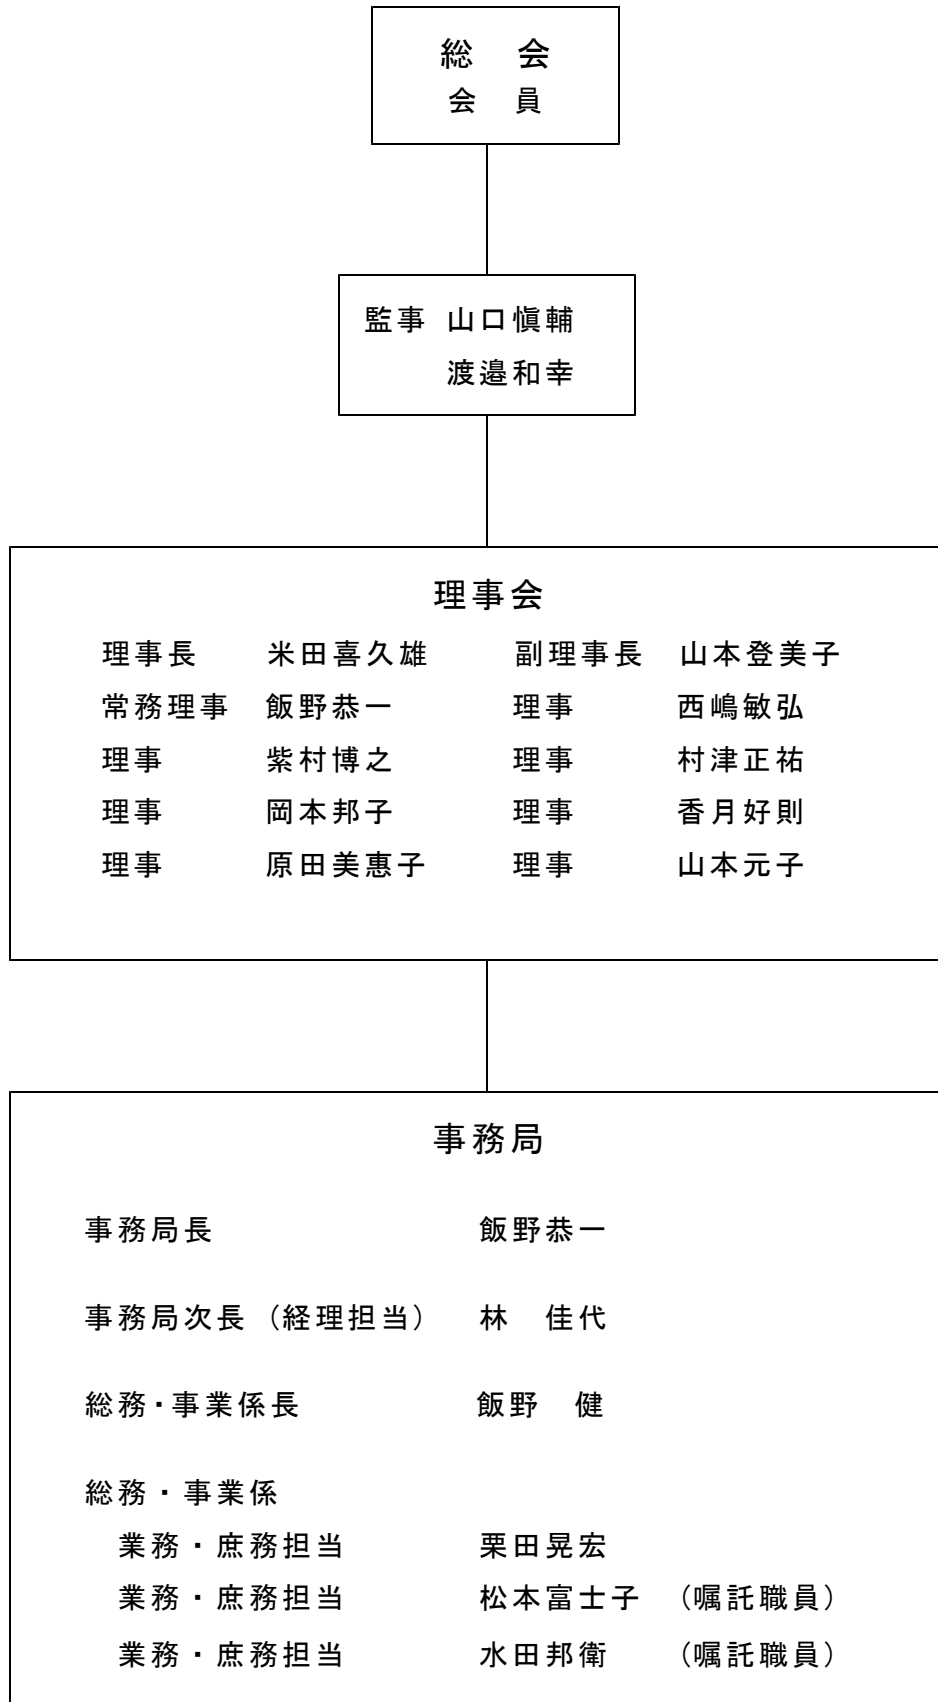 総　会
会　員
監事 山口愼輔
渡邉和幸
理事会
理事長 米田喜久雄 副理事長 山本登美子
常務理事 飯野恭一 理事 西嶋敏弘
理事 紫村博之 理事 村津正祐
理事 岡本邦子 理事 香月好則
理事 原田美惠子 理事 山本元子
事務局
事務局長 飯野恭一
事務局次長（経理担当） 林　佳代
総務・事業係長 飯野　健
総務・事業係
業務・庶務担当 栗田晃宏
業務・庶務担当 松本富士子 （嘱託職員）
業務・庶務担当 水田邦衛 （嘱託職員）